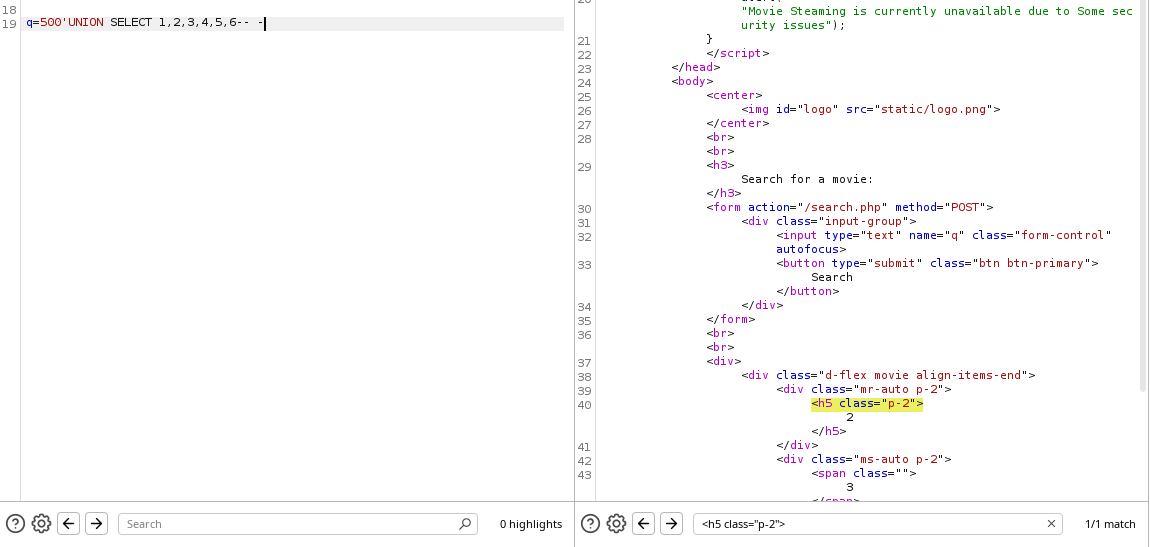 18
19 q=500'UNION SELECT 1,2,3,4,5,6-- -
"Movie Steaming is currently unavailable due to Some sec
urity issues");
21 }
22 </script>
23 </head>
24 <body>
25 <center>
26 <img id="logo" src="static/logo.png">
27 </center>
28 <br>
<br>
29 <h3>
Search for a movie:
</h3>
30 <form action="/search.php" method="POST">
31 <div class="input-group">
32 <input type="text" name="q" class="form-control"
autofocus>
33 <button type="submit" class="btn btn-primary">
Search
</button>
34 </div>
35 </form>
36 <br>
<br>
37 <div>
38 <div class="d-flex movie align-items-end">
39 <div class="mr-auto p-2">
40 <h5 class="p-2">
2
</h5>
41 </div>
42 <div class="ms-auto p-2">
43 <span class="">
3
</span>
Search
0 highlights
<h5 class="p-2">
1/1 match